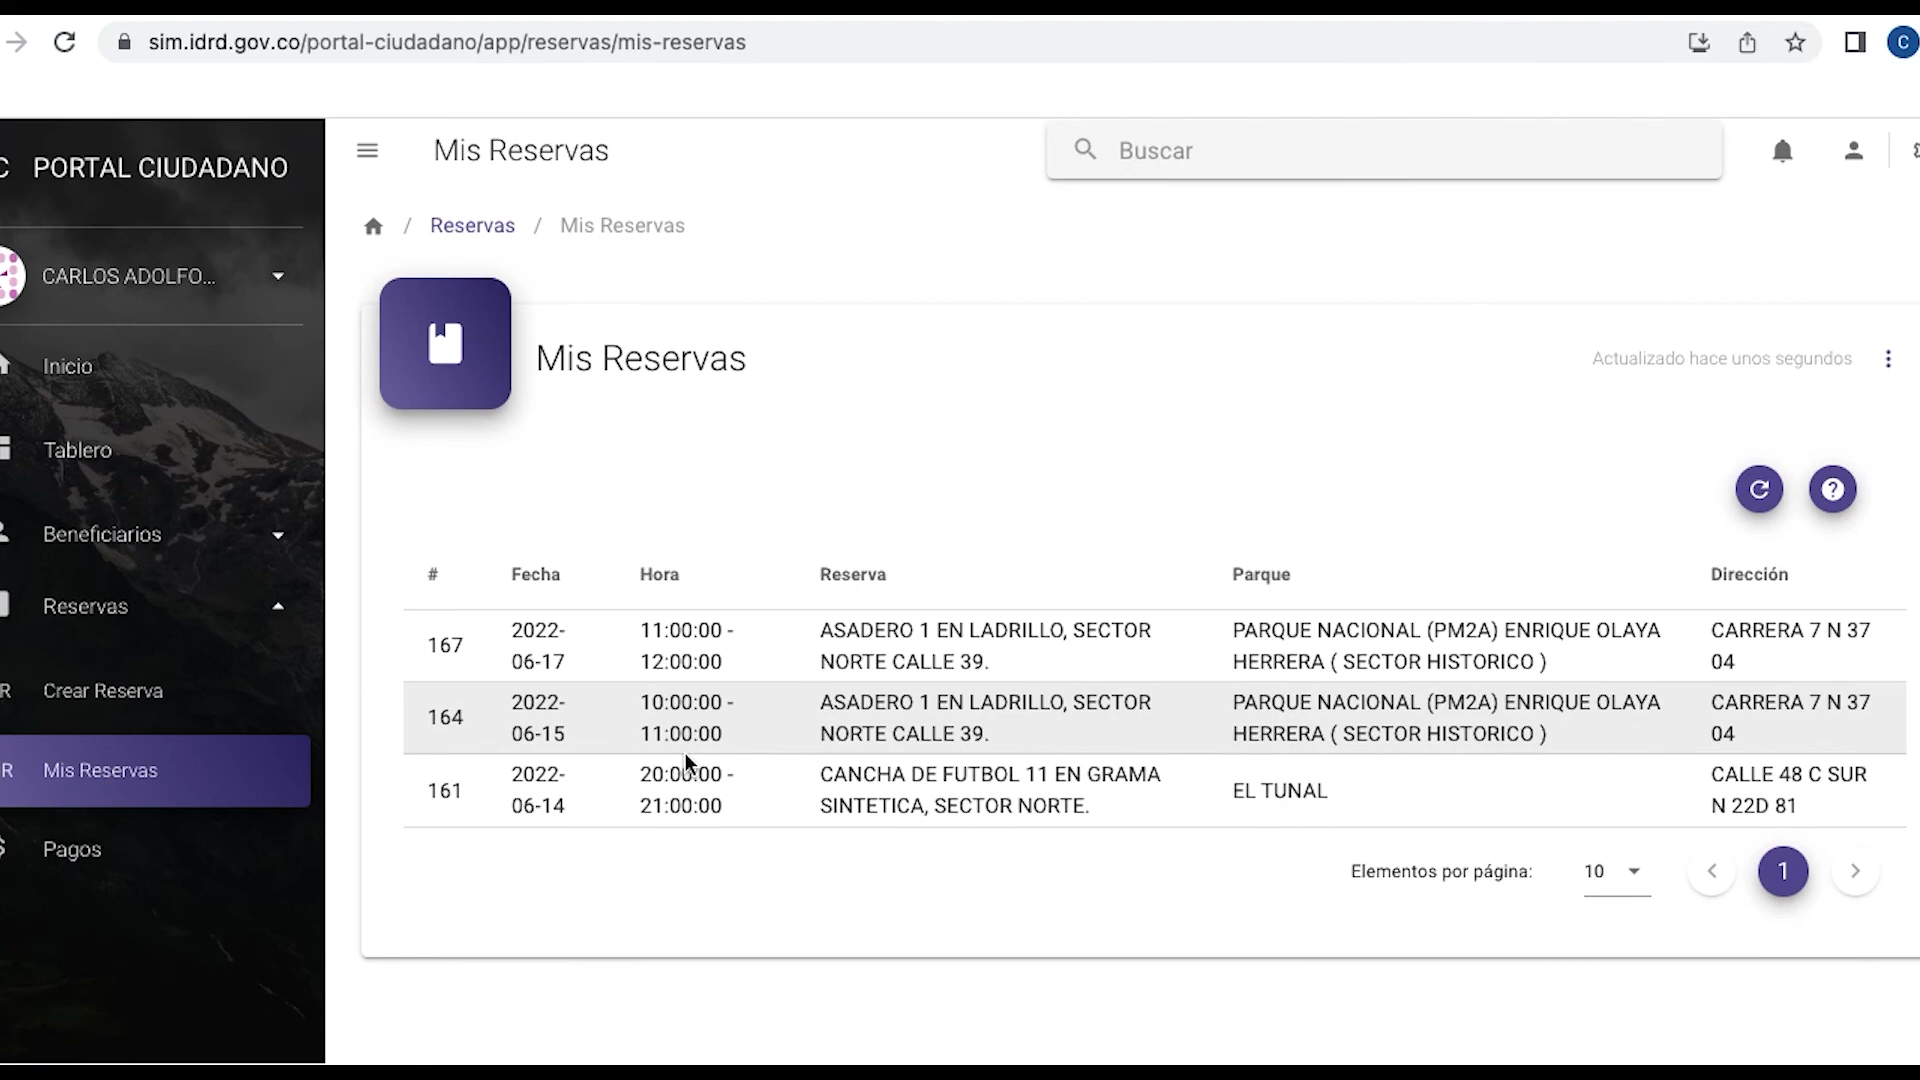 sim.idrd.gov.co/portal-ciudadano/app/reservas/mis-reservas
C
C PORTAL CIUDADANO
Mis Reservas
Buscar
/ Reservas / Mis Reservas
CARLOS ADOLFO...
Mis Reservas
Actualizado hace unos segundos
Inicio
Tablero
Beneficiarios
Reservas
R Crear Reserva
R Mis Reservas
Pagos
# Fecha Hora Reserva Parque Dirección
167 2022- 11:00:00 - ASADERO 1 EN LADRILLO, SECTOR PARQUE NACIONAL (PM2A) ENRIQUE OLAYA CARRERA 7 N 37
06-17 12:00:00 NORTE CALLE 39. HERRERA ( SECTOR HISTORICO ) 04
164 2022- 10:00:00 - ASADERO 1 EN LADRILLO, SECTOR PARQUE NACIONAL (PM2A) ENRIQUE OLAYA CARRERA 7 N 37
06-15 11:00:00 NORTE CALLE 39. HERRERA ( SECTOR HISTORICO ) 04
161 2022- 20:00:00 - CANCHA DE FUTBOL 11 EN GRAMA EL TUNAL CALLE 48 C SUR
06-14 21:00:00 SINTETICA, SECTOR NORTE. N 22D 81
Elementos por página: 10 1